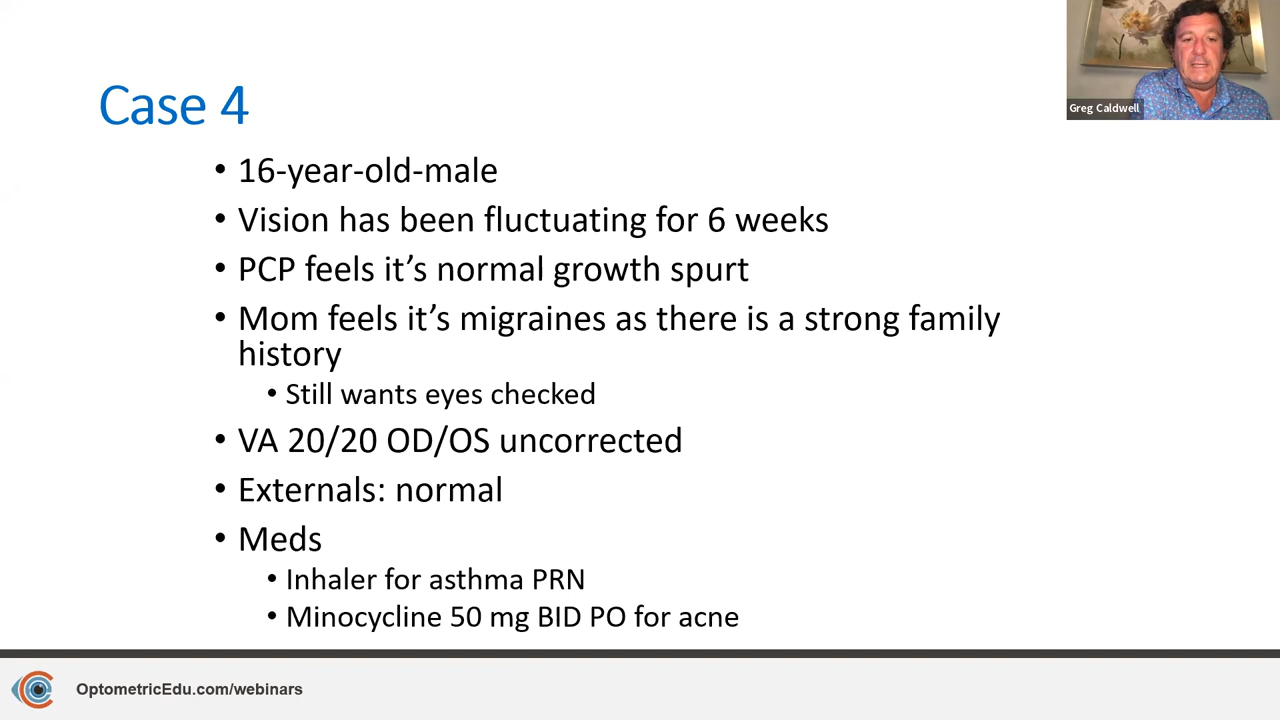 Greg Caldwell
Case 4
• 16-year-old-male
• Vision has been fluctuating for 6 weeks
• PCP feels it’s normal growth spurt
• Mom feels it’s migraines as there is a strong family
history
• Still wants eyes checked
• VA 20/20 OD/OS uncorrected
• Externals: normal
• Meds
• Inhaler for asthma PRN
• Minocycline 50 mg BID PO for acne
OptometricEdu.com/webinars